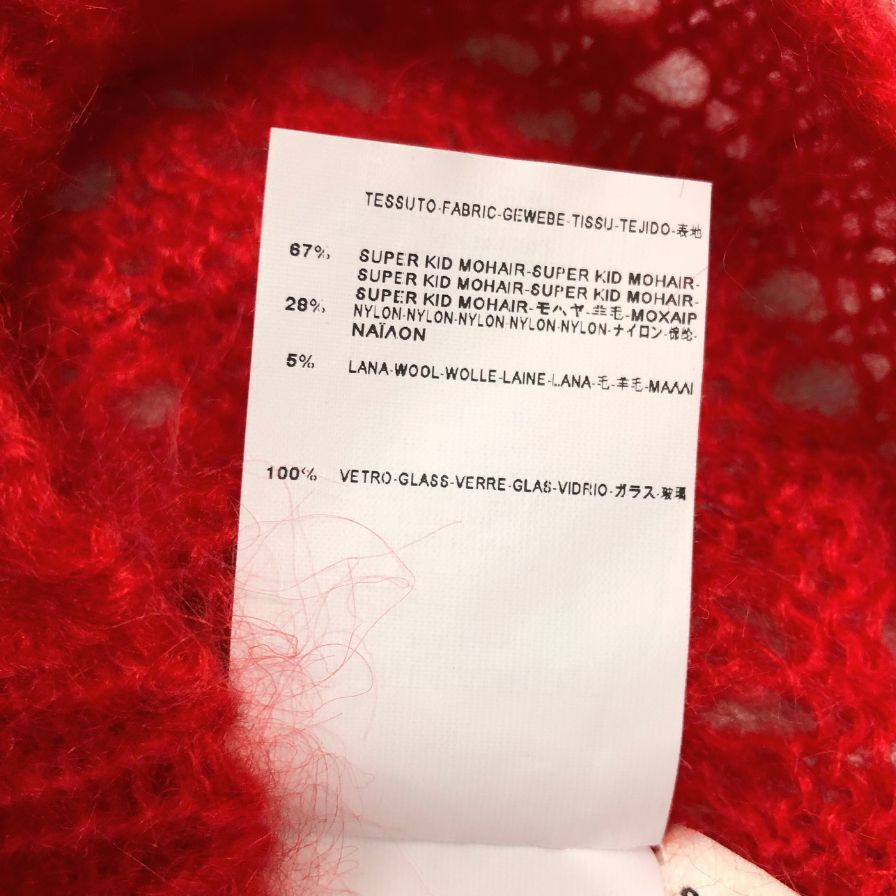 TESSUTO-FABRIC-GEWEBE-TISSU-TEJIDO-表地
67% SUPER KID MOHAIR-SUPER KID MOHAIR-
SUPER KID MOHAIR-SUPER KID MOHAIR-
SUPER KID MOHAIR-モヘヤ-羊毛-ΜΟΧΑΙΡ
28% NYLON-NYLON-NYLON-NYLON-NYLON-ナイロン-
ΝΑΪΛΟΝ
5% LANA-WOOL-WOLLE-LAINE-LANA-毛-羊毛-ΜΑΛΛΙ
100% VETRO-GLASS-VERRE-GLAS-VIDRIO-ガラス-玻璃